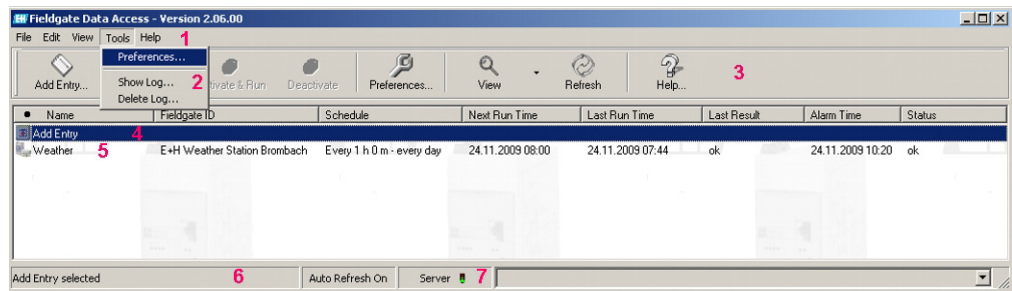 EH Fieldgate Data Access - Version 2.06.00
File Edit View Tools Help 1
Preferences...
Show Log... 2
Delete Log...
Add Entry... Activate & Run Deactivate Preferences... View Refresh Help... 3
Name Fieldgate ID Schedule Next Run Time Last Run Time Last Result Alarm Time Status
Add Entry 4
Weather 5 E+H Weather Station Brombach Every 1 h 0 m - every day 24.11.2009 08:00 24.11.2009 07:44 ok 24.11.2009 10:20 ok
Add Entry selected 6 Auto Refresh On Server 7